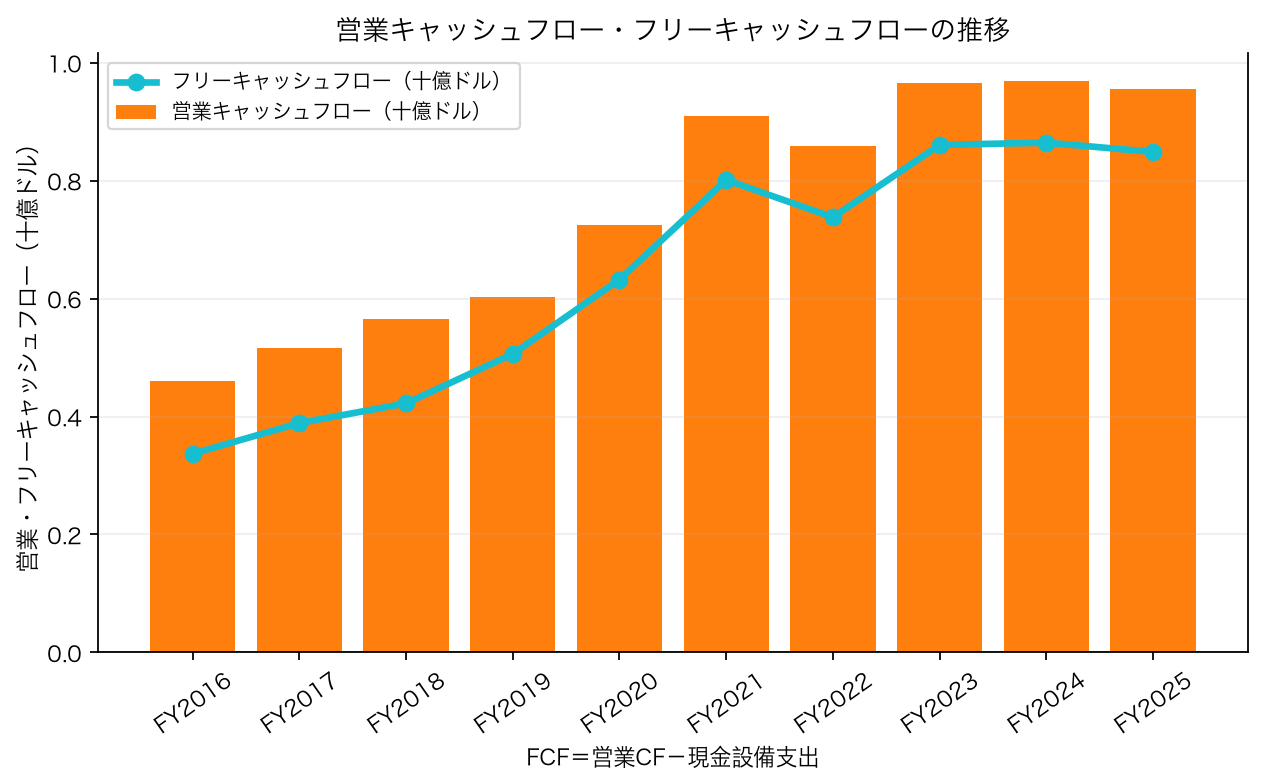 営業キャッシュフロー・フリーキャッシュフローの推移
フリーキャッシュフロー（十億ドル）
営業キャッシュフロー（十億ドル）
営業・フリーキャッシュフロー（十億ドル）
1.0
0.8
0.6
0.4
0.2
0.0
FY2016
FY2017
FY2018
FY2019
FY2020
FY2021
FY2022
FY2023
FY2024
FY2025
FCF＝営業CF－現金設備支出